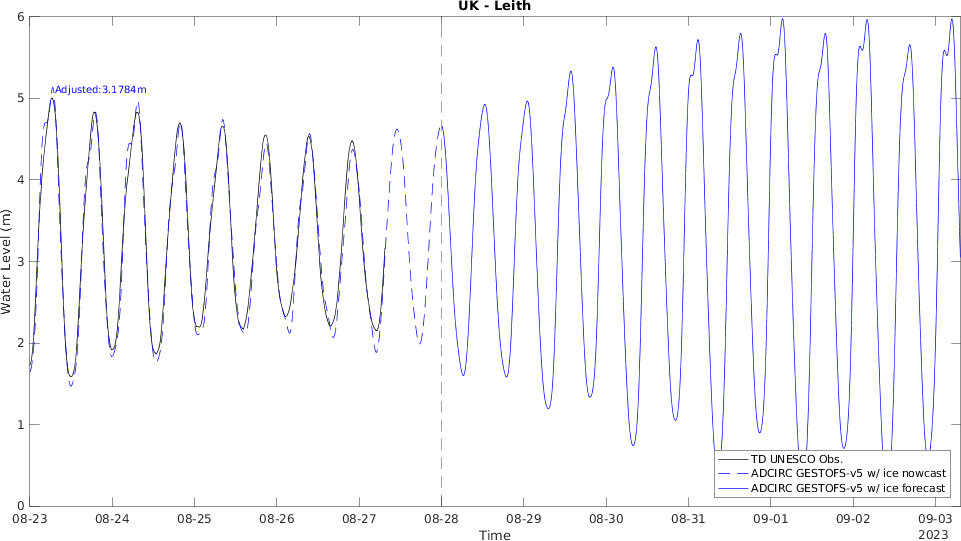 UK - Leith
6
5
4
3
2
1
0
Water Level (m)
Adjusted:3.1784m
TD UNESCO Obs.
ADCIRC GESTOFS-v5 w/ ice nowcast
ADCIRC GESTOFS-v5 w/ ice forecast
08-23 08-24 08-25 08-26 08-27 08-28 08-29 08-30 08-31 09-01 09-02 09-03
Time
2023